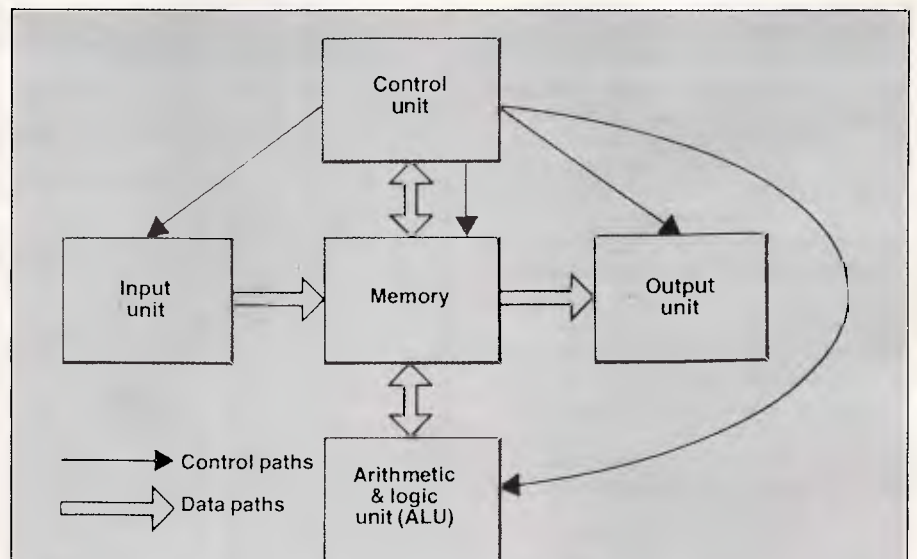 Control
unit
Input
unit
Memory
Output
unit
Control paths
Data paths
Arithmetic
& logic
unit (ALU)